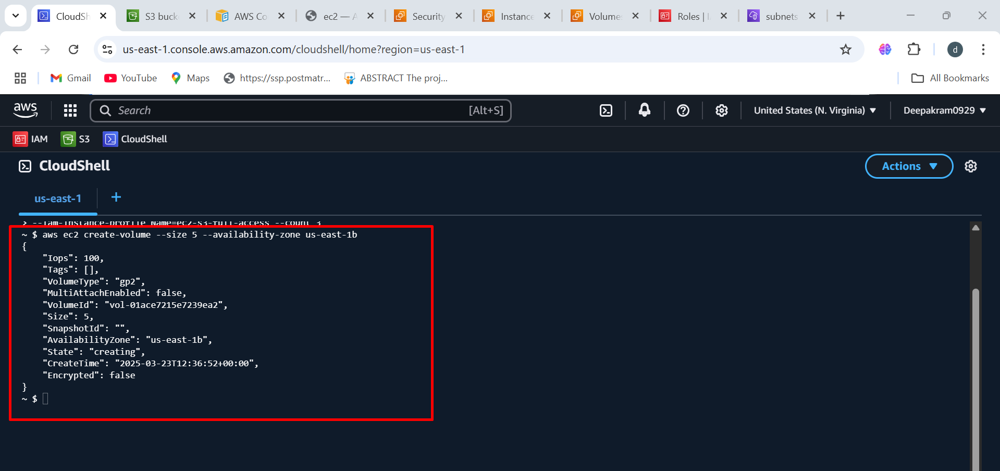 CloudSh
S3 buck
AWS Co
ec2 — A
Security
Instance
Volume
Roles | I
subnets
us-east-1.console.aws.amazon.com/cloudshell/home?region=us-east-1
d
Gmail
YouTube
Maps
https://ssp.postmatr...
ABSTRACT The proj...
All Bookmarks
aws
Search
[Alt+S]
United States (N. Virginia)
Deepakram0929
IAM
S3
CloudShell
CloudShell
Actions
us-east-1
> --iam-instance-profile Name=ec2-s3-full-access --count 3
~ $ aws ec2 create-volume --size 5 --availability-zone us-east-1b
{
"Iops": 100,
"Tags": [],
"VolumeType": "gp2",
"MultiAttachEnabled": false,
"VolumeId": "vol-01ace7215e7239ea2",
"Size": 5,
"SnapshotId": "",
"AvailabilityZone": "us-east-1b",
"State": "creating",
"CreateTime": "2025-03-23T12:36:52+00:00",
"Encrypted": false
}
~ $